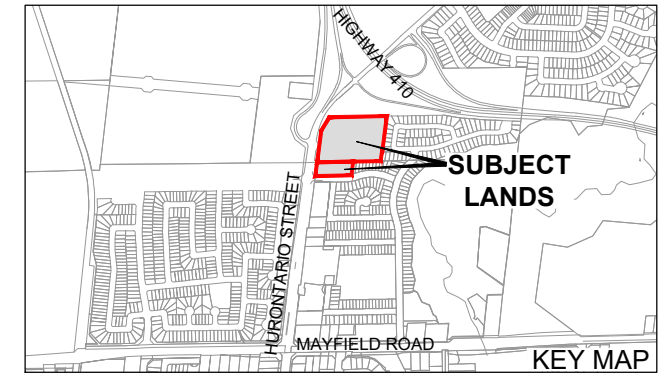 HIGHWAY 410
SUBJECT
LANDS
HURONTARIO STREET
MAYFIELD ROAD
KEY MAP